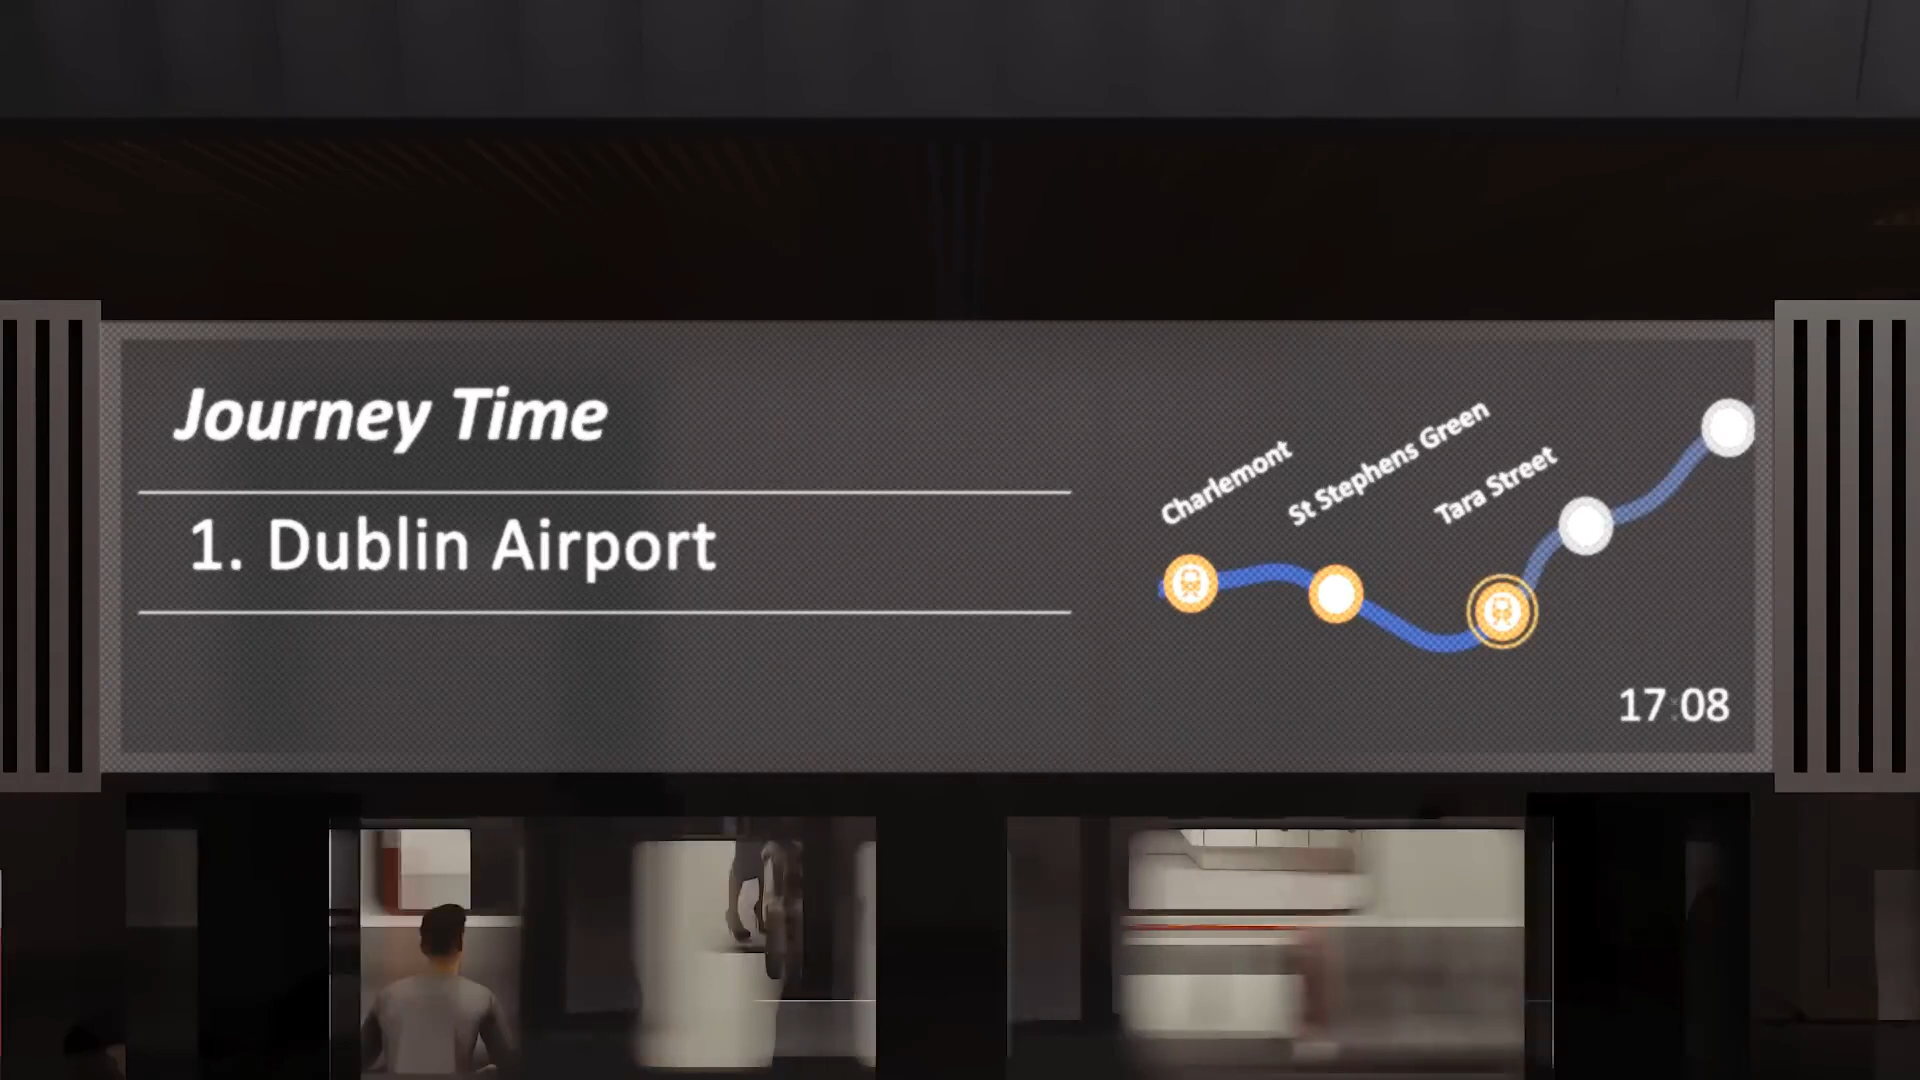 Journey Time
1. Dublin Airport
Charlemont
St Stephens Green
Tara Street
17:08